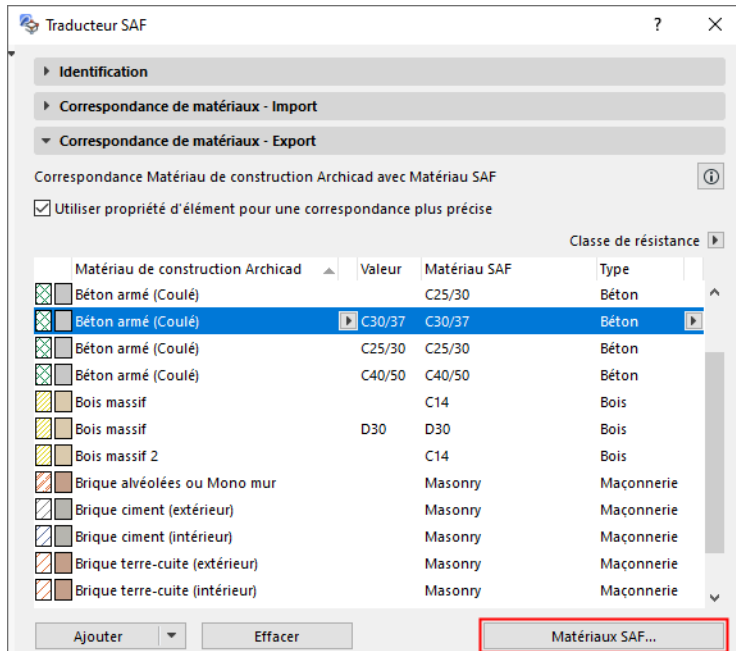 Traducteur SAF ?
Identification
Correspondance de matériaux - Import
Correspondance de matériaux - Export
Correspondance Matériau de construction Archicad avec Matériau SAF
Utiliser propriété d'élément pour une correspondance plus précise
Classe de résistance
Matériau de construction Archicad Valeur Matériau SAF Type
Béton armé (Coulé) C25/30 Béton
Béton armé (Coulé) C30/37 C30/37 Béton
Béton armé (Coulé) C25/30 C25/30 Béton
Béton armé (Coulé) C40/50 C40/50 Béton
Bois massif C14 Bois
Bois massif D30 D30 Bois
Bois massif 2 C14 Bois
Brique alvéolées ou Mono mur Masonry Maçonnerie
Brique ciment (extérieur) Masonry Maçonnerie
Brique ciment (intérieur) Masonry Maçonnerie
Brique terre-cuite (extérieur) Masonry Maçonnerie
Brique terre-cuite (intérieur) Masonry Maçonnerie
Ajouter Effacer Matériaux SAF...